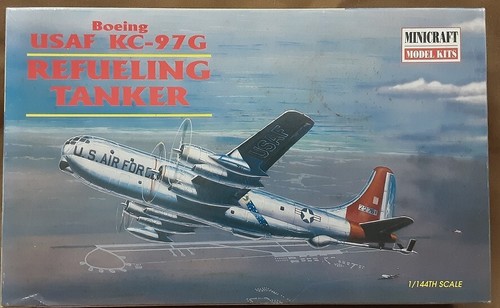 Boeing
USAF KC-97G
REFUELING
TANKER
MINICRAFT
MODEL KITS
U.S. AIR FORCE
USAF
1/144TH SCALE